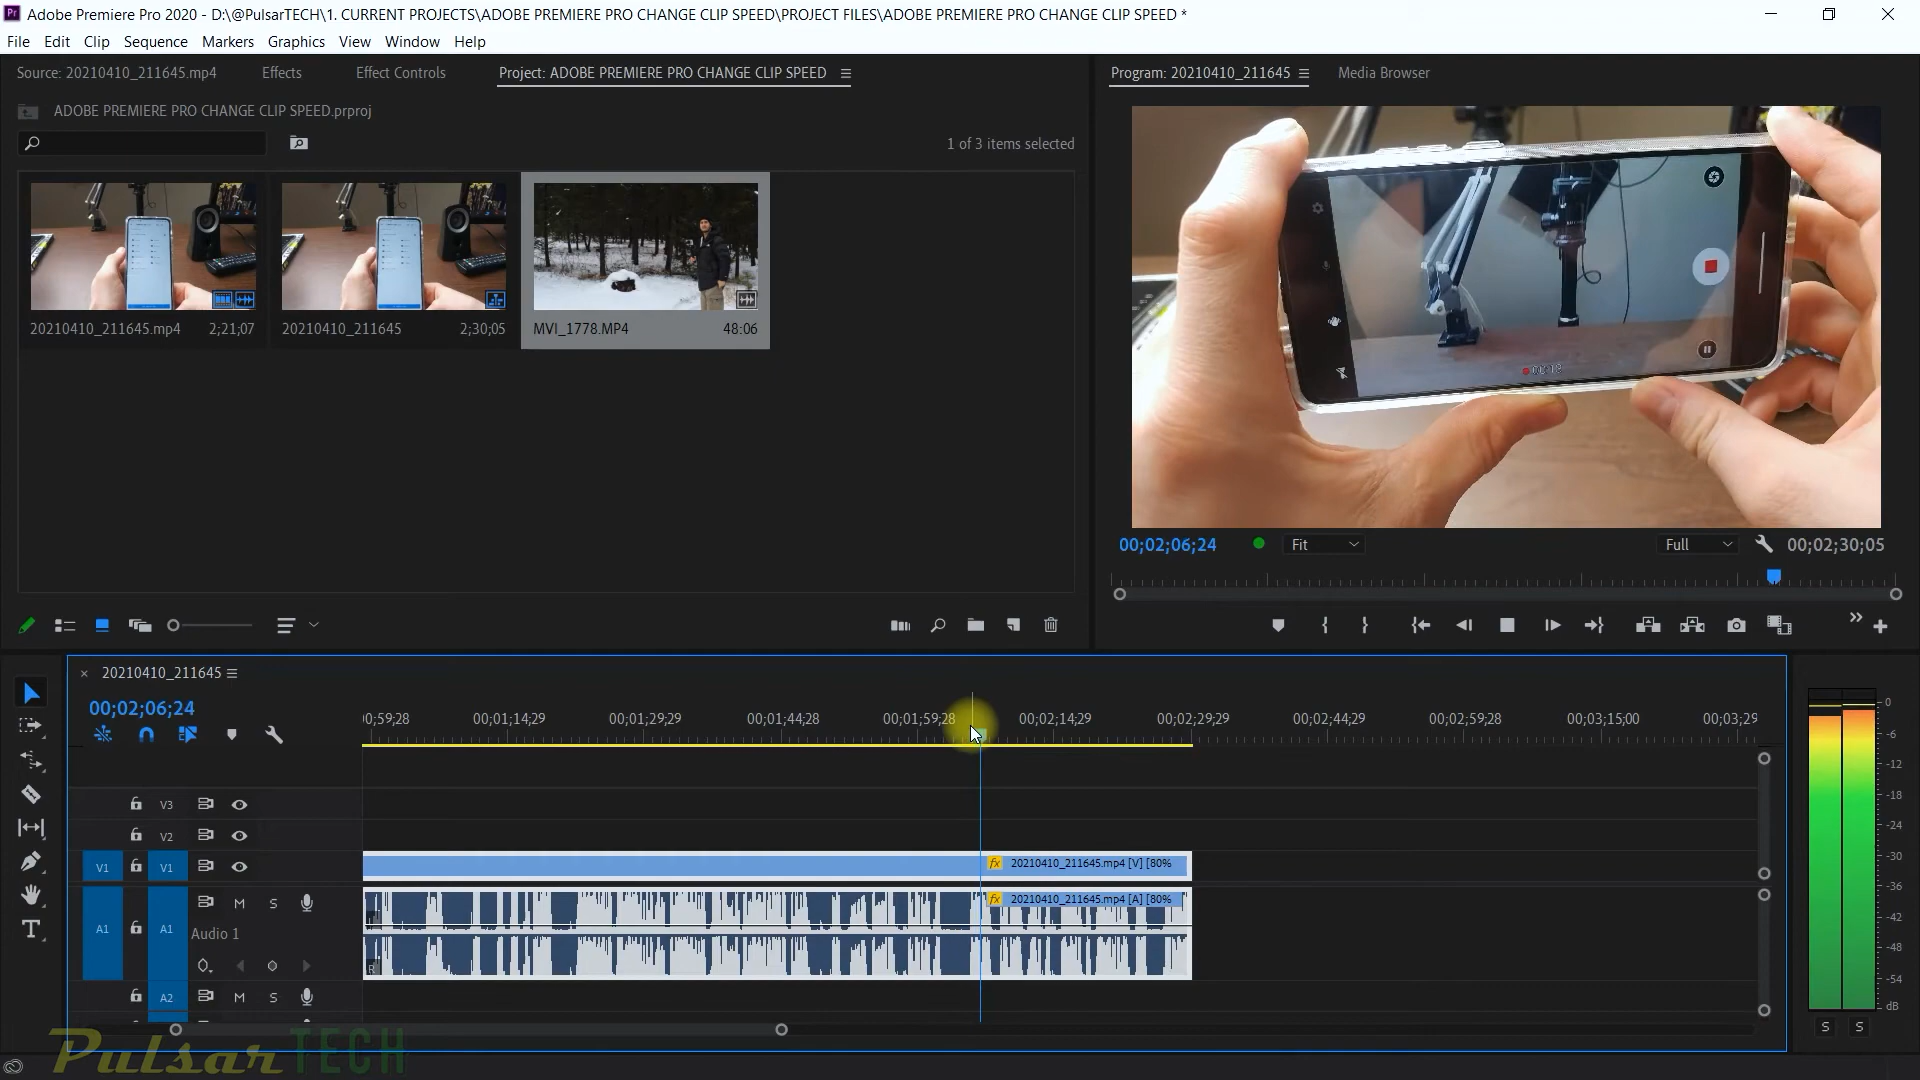 Adobe Premiere Pro 2020 - D:\@PulsarTECH\1. CURRENT PROJECTS\ADOBE PREMIERE PRO CHANGE CLIP SPEED\PROJECT FILES\ADOBE PREMIERE PRO CHANGE CLIP SPEED *
File Edit Clip Sequence Markers Graphics View Window Help
Source: 20210410_211645.mp4 Effects Effect Controls Project: ADOBE PREMIERE PRO CHANGE CLIP SPEED
Program: 20210410_211645 Media Browser
ADOBE PREMIERE PRO CHANGE CLIP SPEED.prproj
1 of 3 items selected
20210410_211645.mp4 2;21;07
20210410_211645 2;30;05
MVI_1778.MP4 48:06
00;02;06;24 Fit Full 00;02;30;05
20210410_211645
00;02;06;24
0;59;28 00;01;14;29 00;01;29;29 00;01;44;28 00;01;59;28 00;02;14;29 00;02;29;29 00;02;44;29 00;02;59;28 00;03;15;00 00;03;29
V3
V2
V1 V1
20210410_211645.mp4 [V] [80%
20210410_211645.mp4 [A] [80%
M S
A1 A1 Audio 1
R
A2 M S
0
-6
-12
-18
-24
-30
-36
-42
-48
-54
dB
S S
PulsarTECH